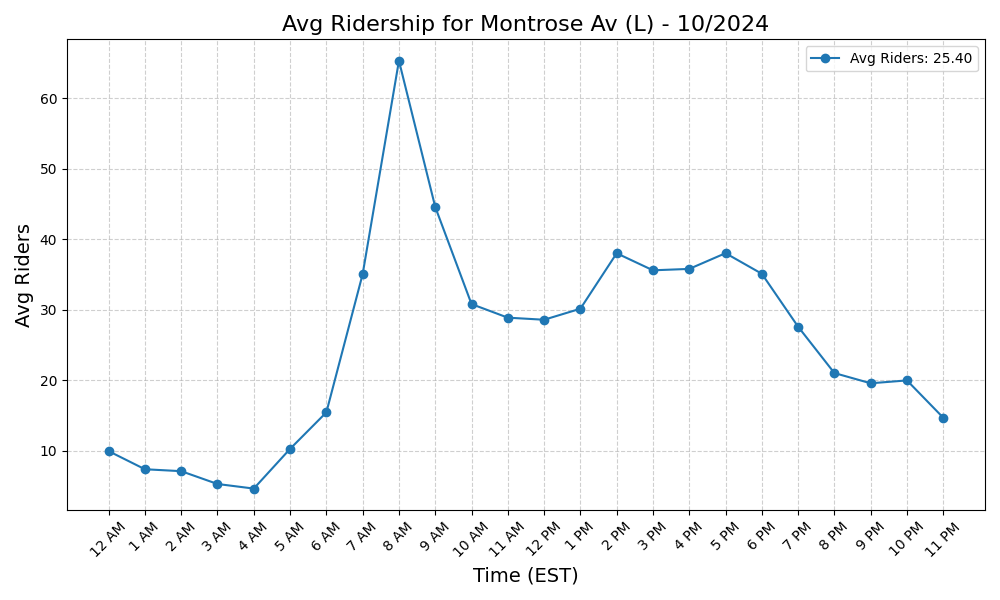 Avg Ridership for Montrose Av (L) - 10/2024
Avg Riders: 25.40
Avg Riders
60
50
40
30
20
10
12 AM
1 AM
2 AM
3 AM
4 AM
5 AM
6 AM
7 AM
8 AM
9 AM
10 AM
11 AM
12 PM
1 PM
2 PM
3 PM
4 PM
5 PM
6 PM
7 PM
8 PM
9 PM
10 PM
11 PM
Time (EST)